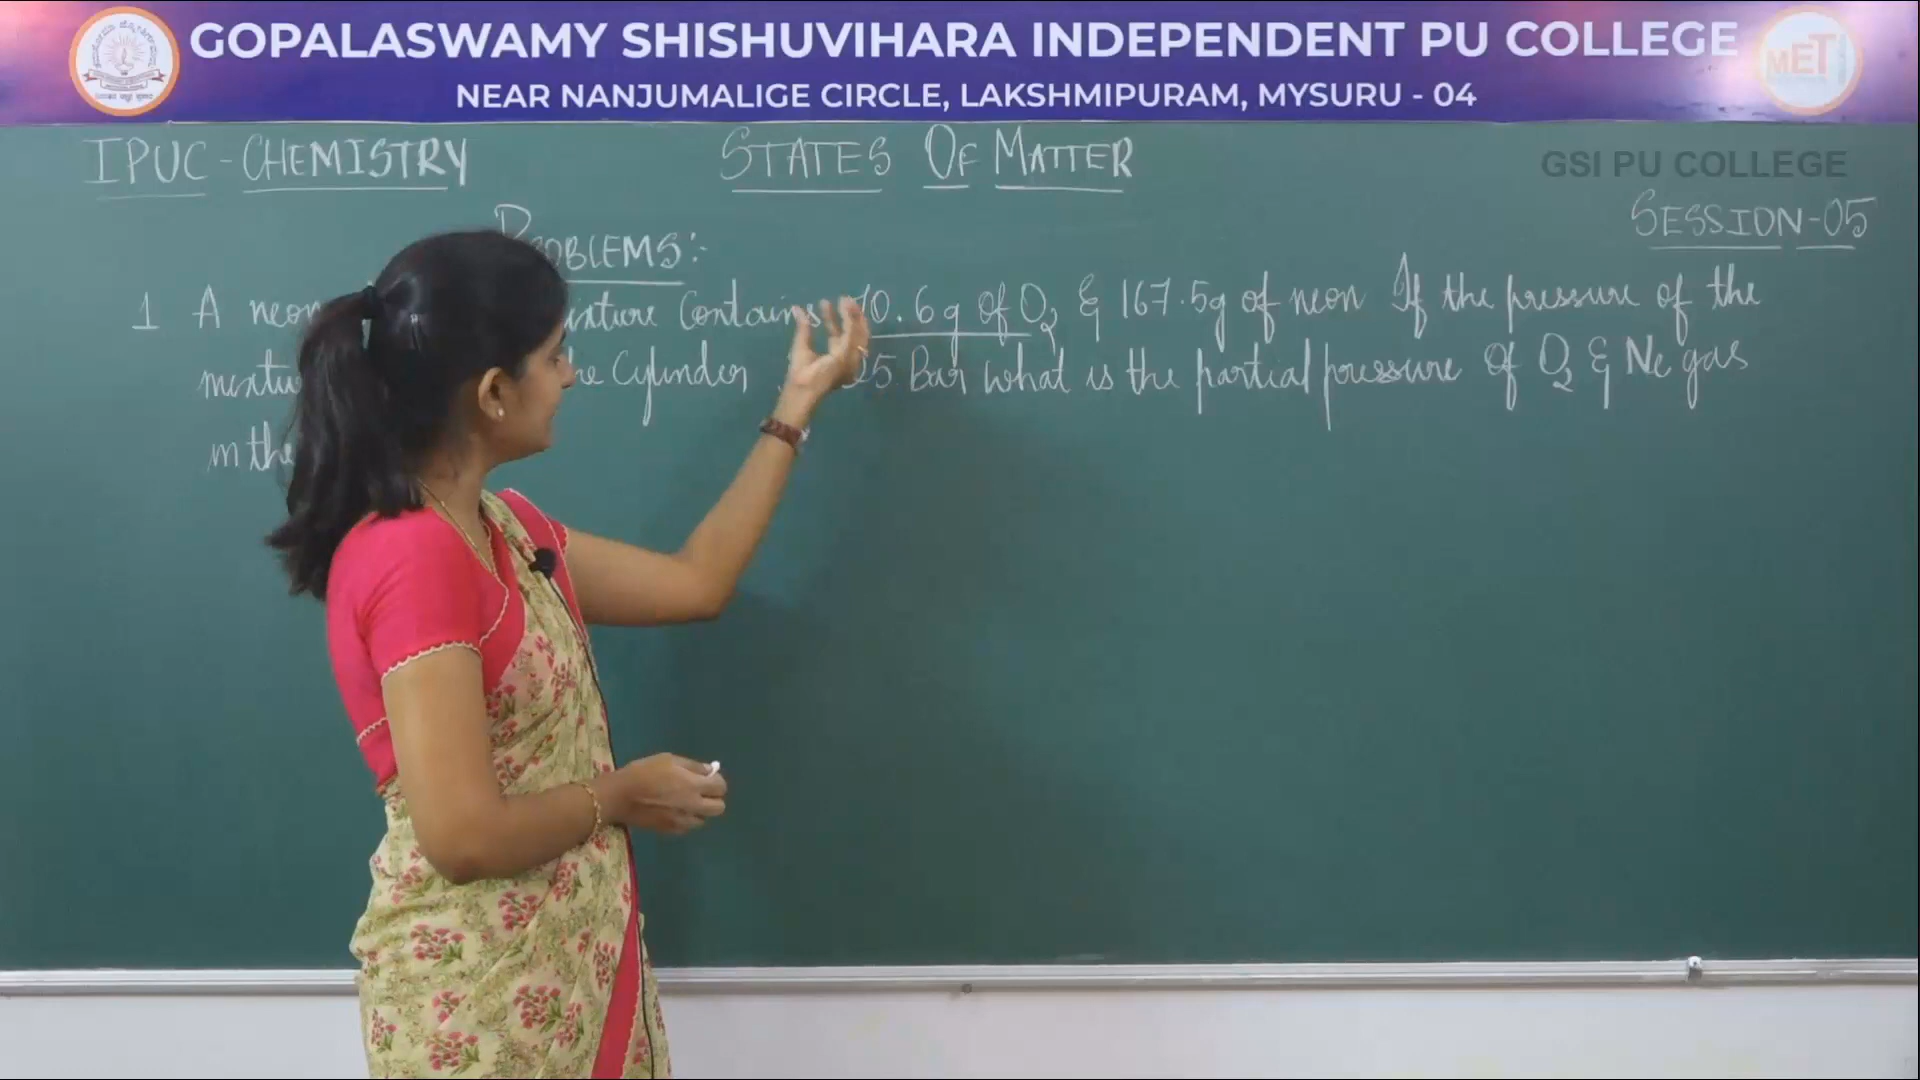 GOPALASWAMY SHISHUVIHARA INDEPENDENT PU COLLEGE
NEAR NANJUMALIGE CIRCLE, LAKSHMIPURAM, MYSURU - 04
MET
IPUC - CHEMISTRY
STATES OF MATTER
GSI PU COLLEGE
SESSION-05
PROBLEMS:-
1 A neon mixture Contains 70.6g of O2 & 167.5g of neon If the pressure of the
Cylinder 25 Bar what is the partial pressure of O2 & Ne gas
in the